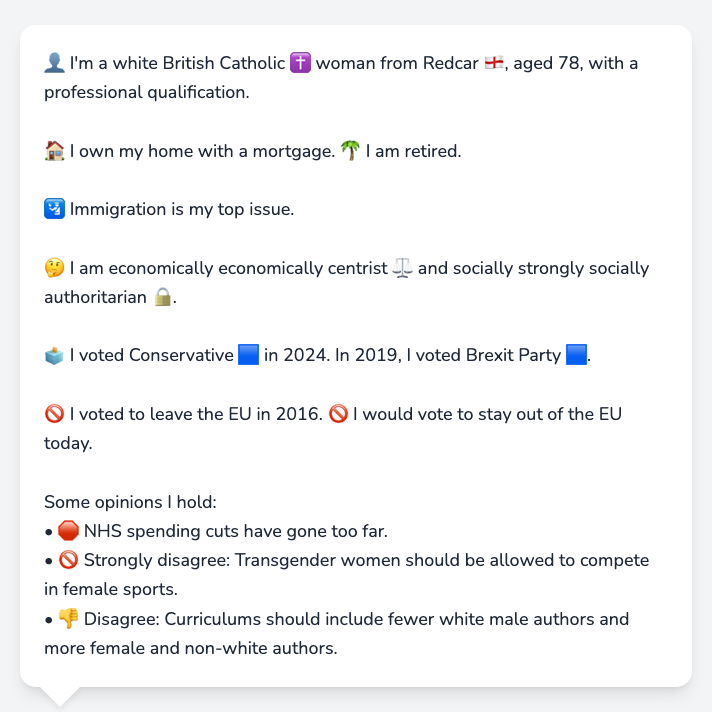 👤 I'm a white British Catholic ✝️ woman from Redcar 🏴󠁧󠁢󠁥󠁮󠁧󠁿, aged 78, with a
professional qualification.
🏠 I own my home with a mortgage. 🌴 I am retired.
🛂 Immigration is my top issue.
🤔 I am economically economically centrist ⚖️ and socially strongly socially
authoritarian 🔒.
🗳️ I voted Conservative 🟦 in 2024. In 2019, I voted Brexit Party 🟦.
🚫 I voted to leave the EU in 2016. 🚫 I would vote to stay out of the EU
today.
Some opinions I hold:
• 🛑 NHS spending cuts have gone too far.
• 🚫 Strongly disagree: Transgender women should be allowed to compete
in female sports.
• 👎 Disagree: Curriculums should include fewer white male authors and
more female and non-white authors.